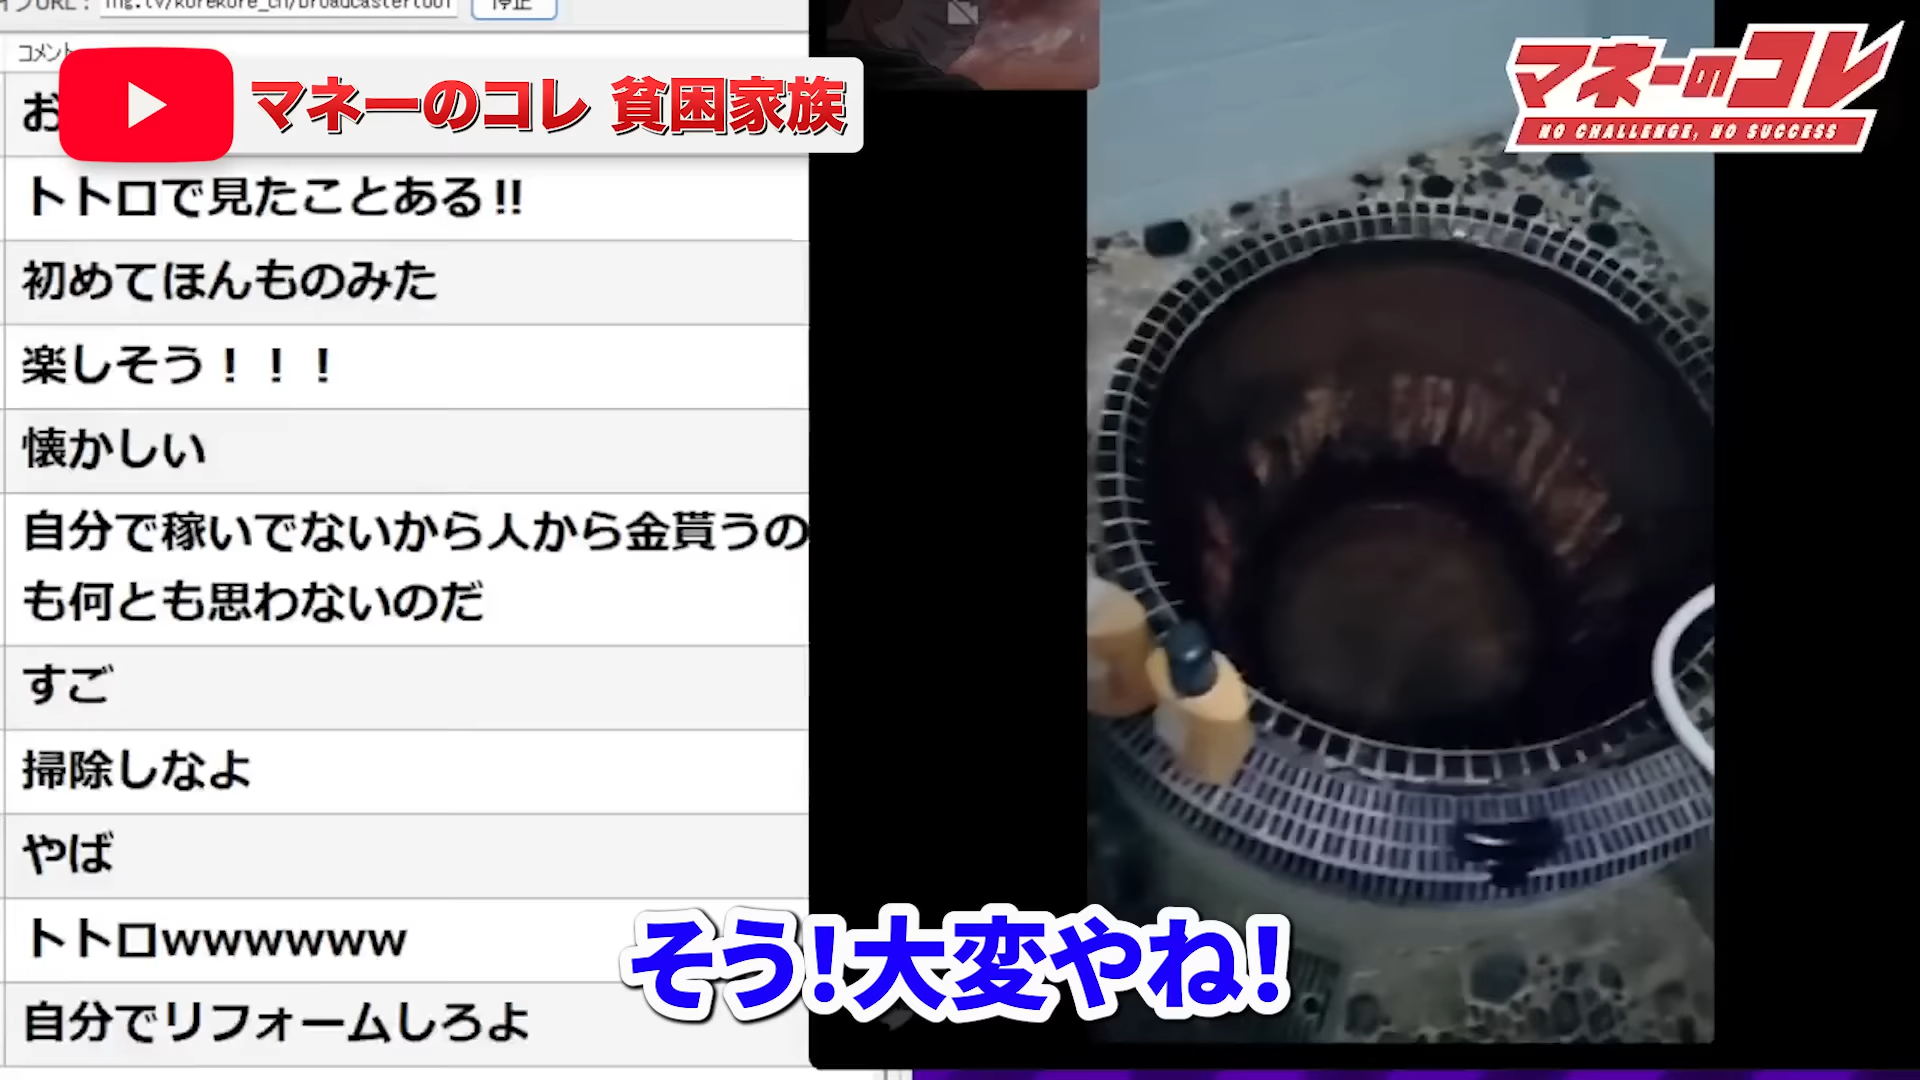 コメント
お
マネーのコレ 貧困家族
マネーのコレ
NO CHALLENGE, NO SUCCESS
トトロで見たことある!!
初めてほんものみた
楽しそう！！！
懐かしい
自分で稼いでないから人から金貰うの
も何とも思わないのだ
すご
掃除しなよ
やば
トトロwwwwww
自分でリフォームしろよ
そう!大変やね!